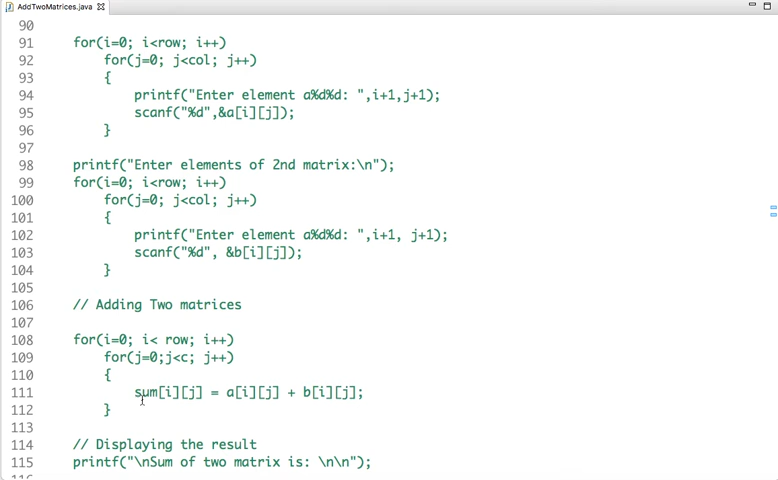 AddTwoMatrices.java
90
91 for(i=0; i<row; i++)
92 for(j=0; j<col; j++)
93 {
94 printf("Enter element a%d%d: ",i+1,j+1);
95 scanf("%d",&a[i][j]);
96 }
97
98 printf("Enter elements of 2nd matrix:\n");
99 for(i=0; i<row; i++)
100 for(j=0; j<col; j++)
101 {
102 printf("Enter element a%d%d: ",i+1, j+1);
103 scanf("%d", &b[i][j]);
104 }
105
106 // Adding Two matrices
107
108 for(i=0; i< row; i++)
109 for(j=0;j<c; j++)
110 {
111 sum[i][j] = a[i][j] + b[i][j];
112 }
113
114 // Displaying the result
115 printf("\nSum of two matrix is: \n\n");